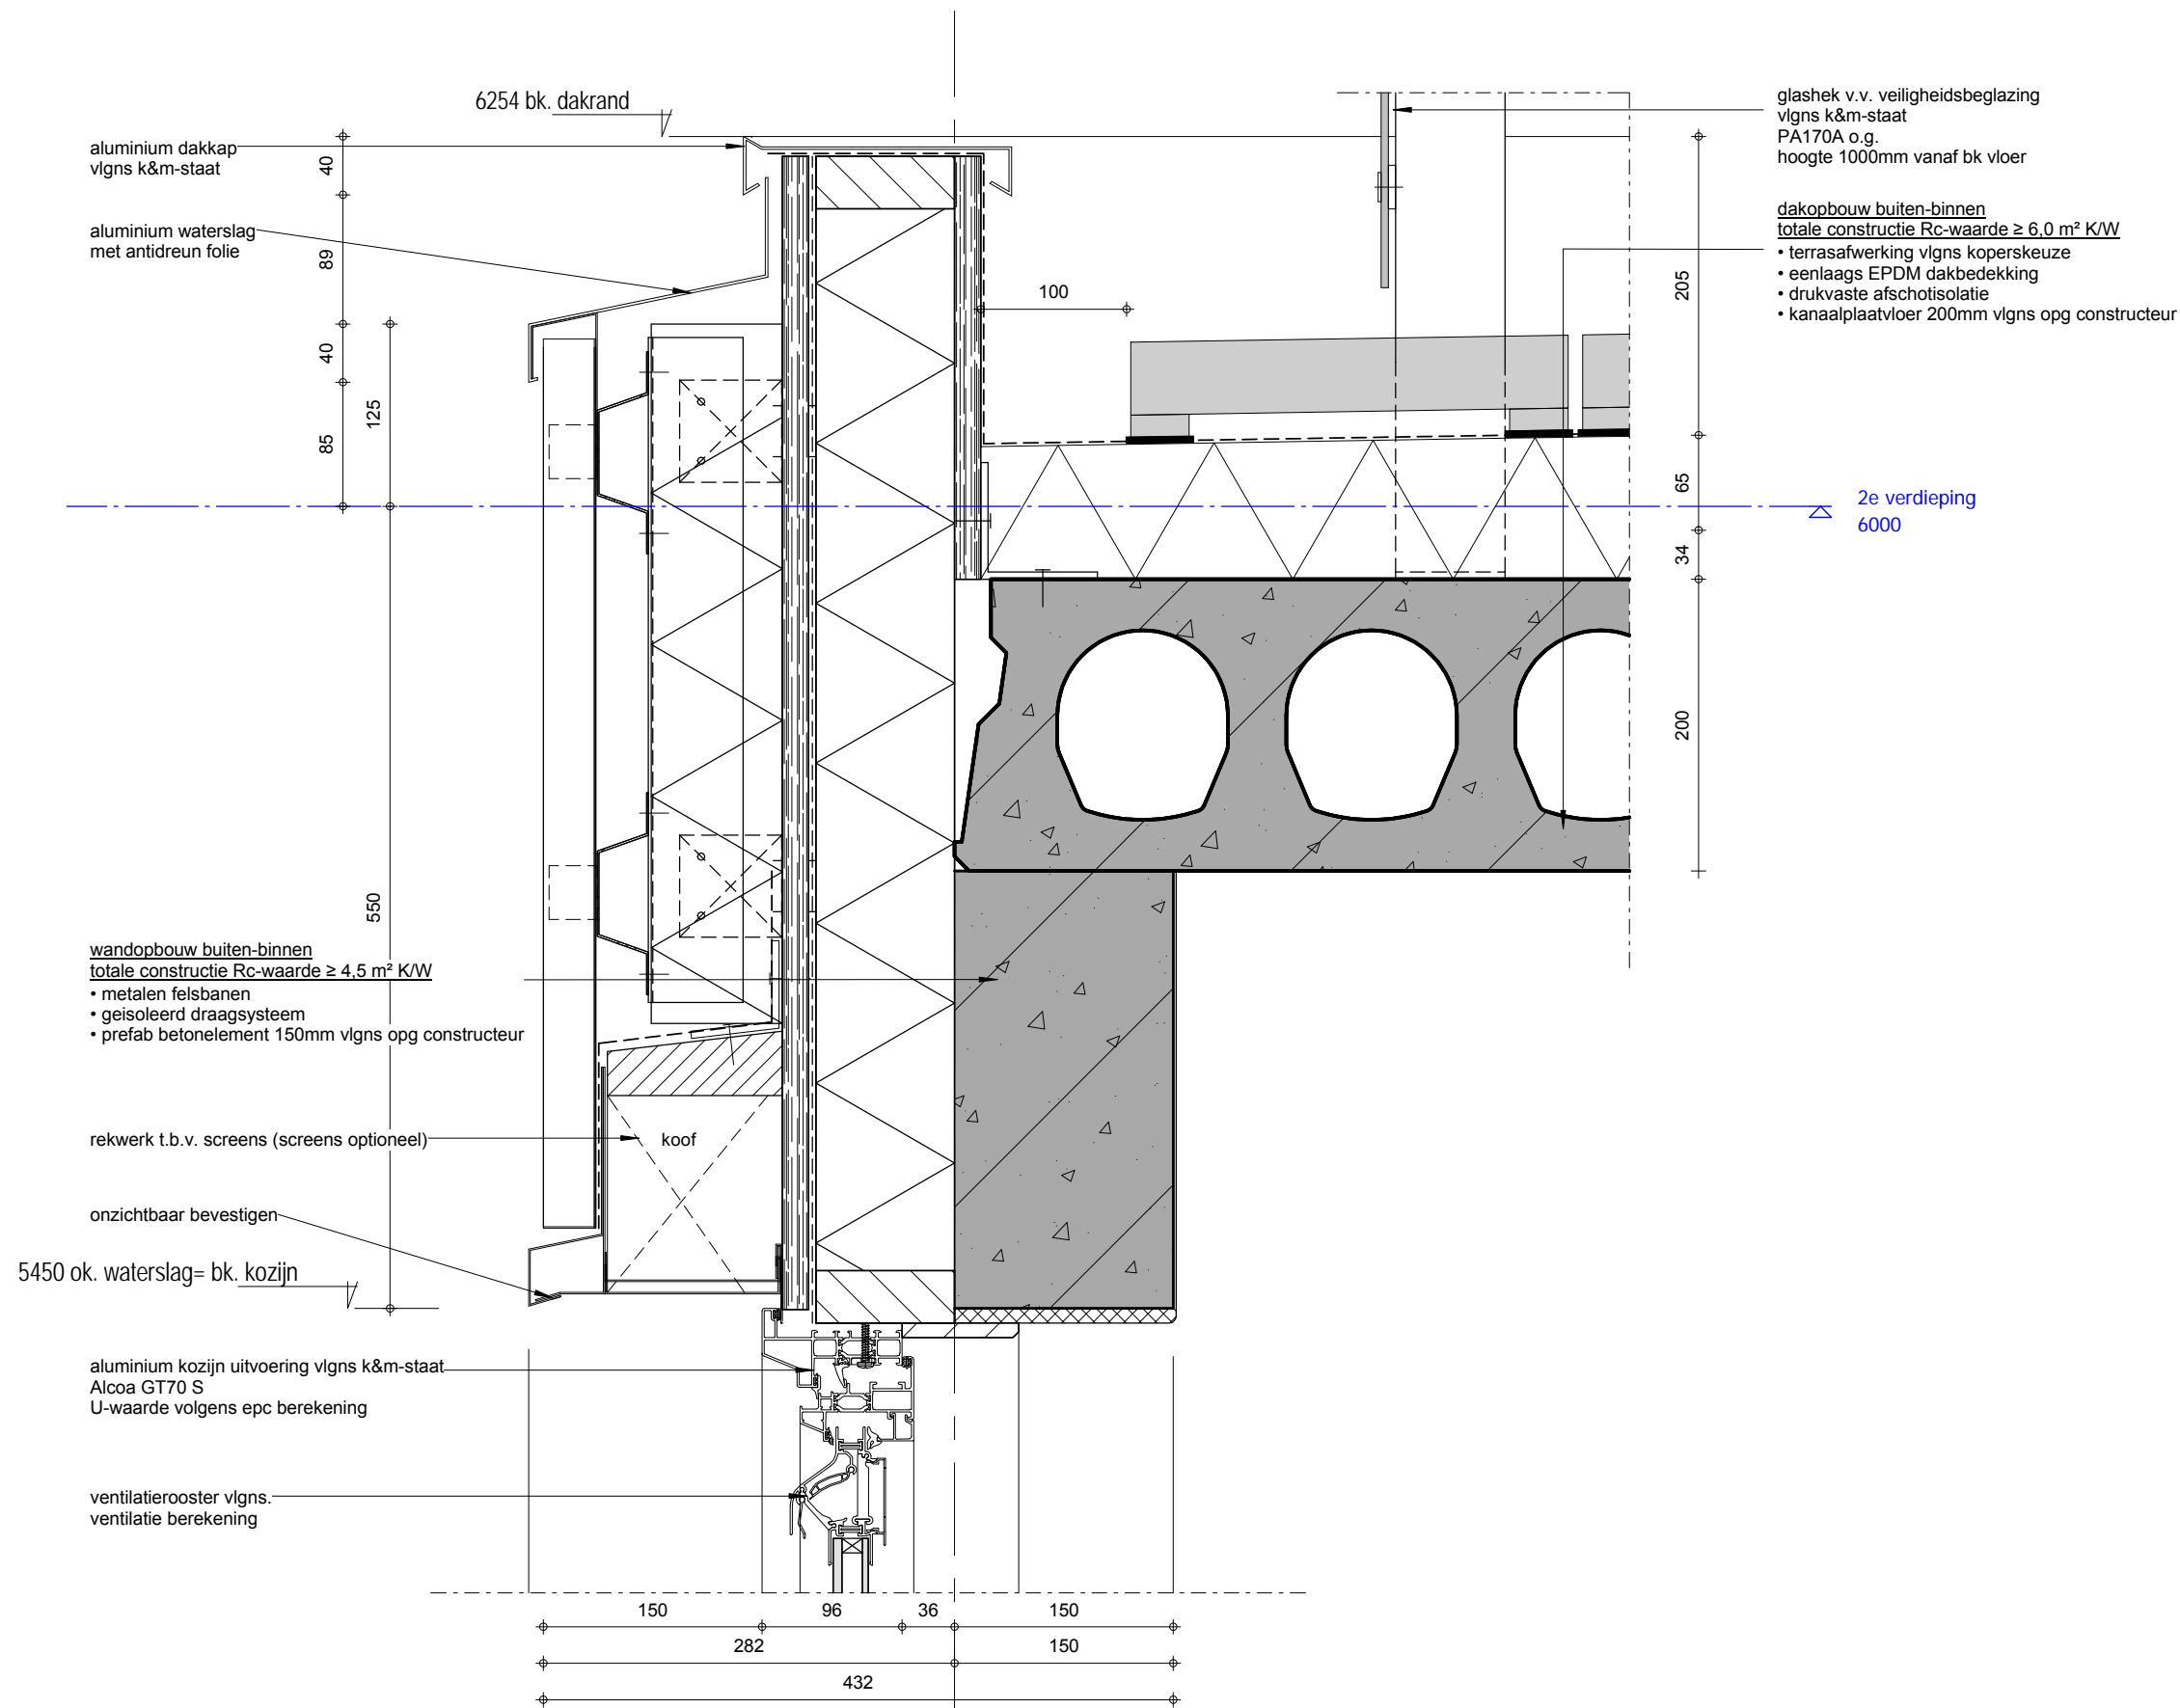 6254 bk. dakrand
aluminium dakkap
vlgns k&m-staat
aluminium waterslag
met antidreun folie
40
89
40
85
125
550
100
glashek v.v. veiligheidsbeglazing
vlgns k&m-staat
PA170A o.g.
hoogte 1000mm vanaf bk vloer
dakopbouw buiten-binnen
totale constructie Rc-waarde ≥ 6,0 m² K/W
• terrasafwerking vlgns koperskeuze
• eenlaags EPDM dakbedekking
• drukvaste afschotisolatie
• kanaalplaatvloer 200mm vlgns opg constructeur
205
65
34
200
2e verdieping
6000
wandopbouw buiten-binnen
totale constructie Rc-waarde ≥ 4,5 m² K/W
• metalen felsbanen
• geisoleerd draagsysteem
• prefab betonelement 150mm vlgns opg constructeur
rekwerk t.b.v. screens (screens optioneel)
koof
onzichtbaar bevestigen
5450 ok. waterslag= bk. kozijn
aluminium kozijn uitvoering vlgns k&m-staat
Alcoa GT70 S
U-waarde volgens epc berekening
ventilatierooster vlgns.
ventilatie berekening
150 96 36 150
282 150
432